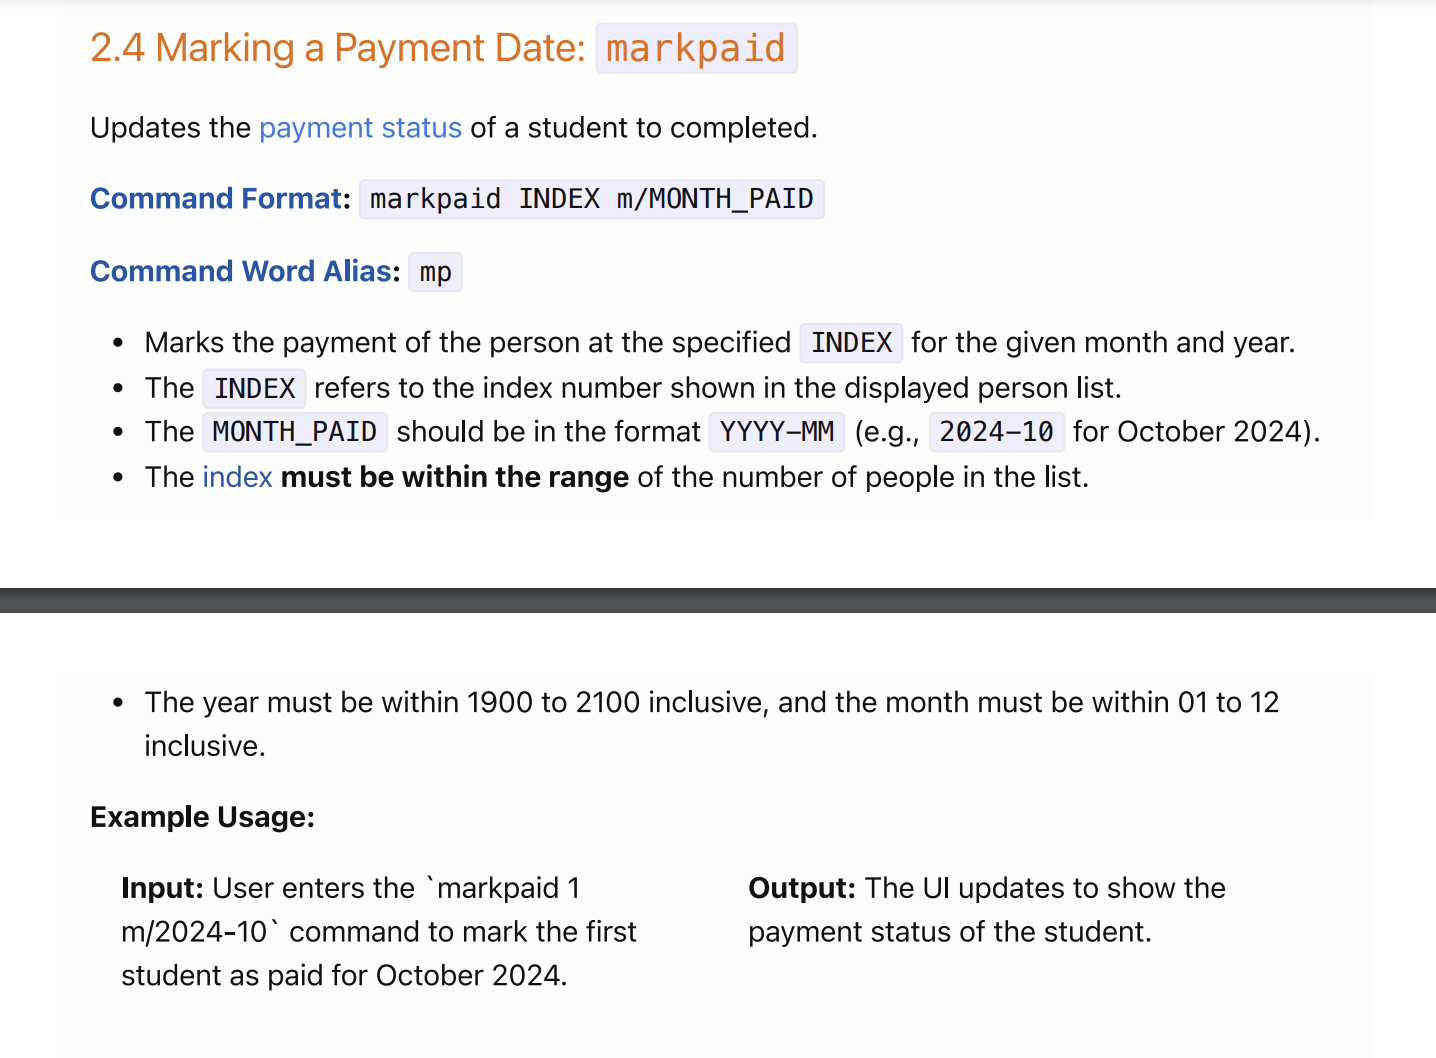 2.4 Marking a Payment Date: markpaid
Updates the payment status of a student to completed.
Command Format: markpaid INDEX m/MONTH_PAID
Command Word Alias: mp
• Marks the payment of the person at the specified INDEX for the given month and year.
• The INDEX refers to the index number shown in the displayed person list.
• The MONTH_PAID should be in the format YYYY–MM (e.g., 2024–10 for October 2024).
• The index must be within the range of the number of people in the list.
• The year must be within 1900 to 2100 inclusive, and the month must be within 01 to 12
inclusive.
Example Usage:
Input: User enters the `markpaid 1
m/2024-10` command to mark the first
student as paid for October 2024.
Output: The UI updates to show the
payment status of the student.